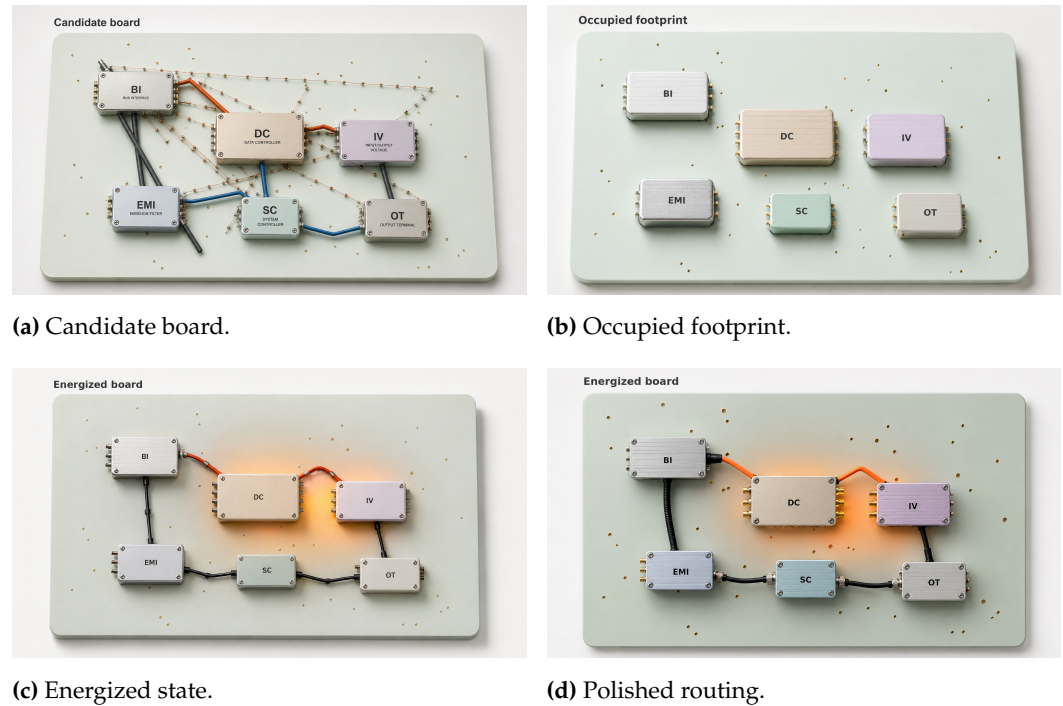 Candidate board
BI
BUS INTERFACE
DC
DATA CONTROLLER
IV
INPUT/OUTPUT
VOLTAGE
EMI
EMISSION FILTER
SC
SYSTEM
CONTROLLER
OT
OUTPUT TERMINAL
(a) Candidate board.
Occupied footprint
BI
DC
IV
EMI
SC
OT
(b) Occupied footprint.
Energized board
BI
DC
IV
EMI
SC
OT
(c) Energized state.
Energized board
BI
DC
IV
EMI
SC
OT
(d) Polished routing.